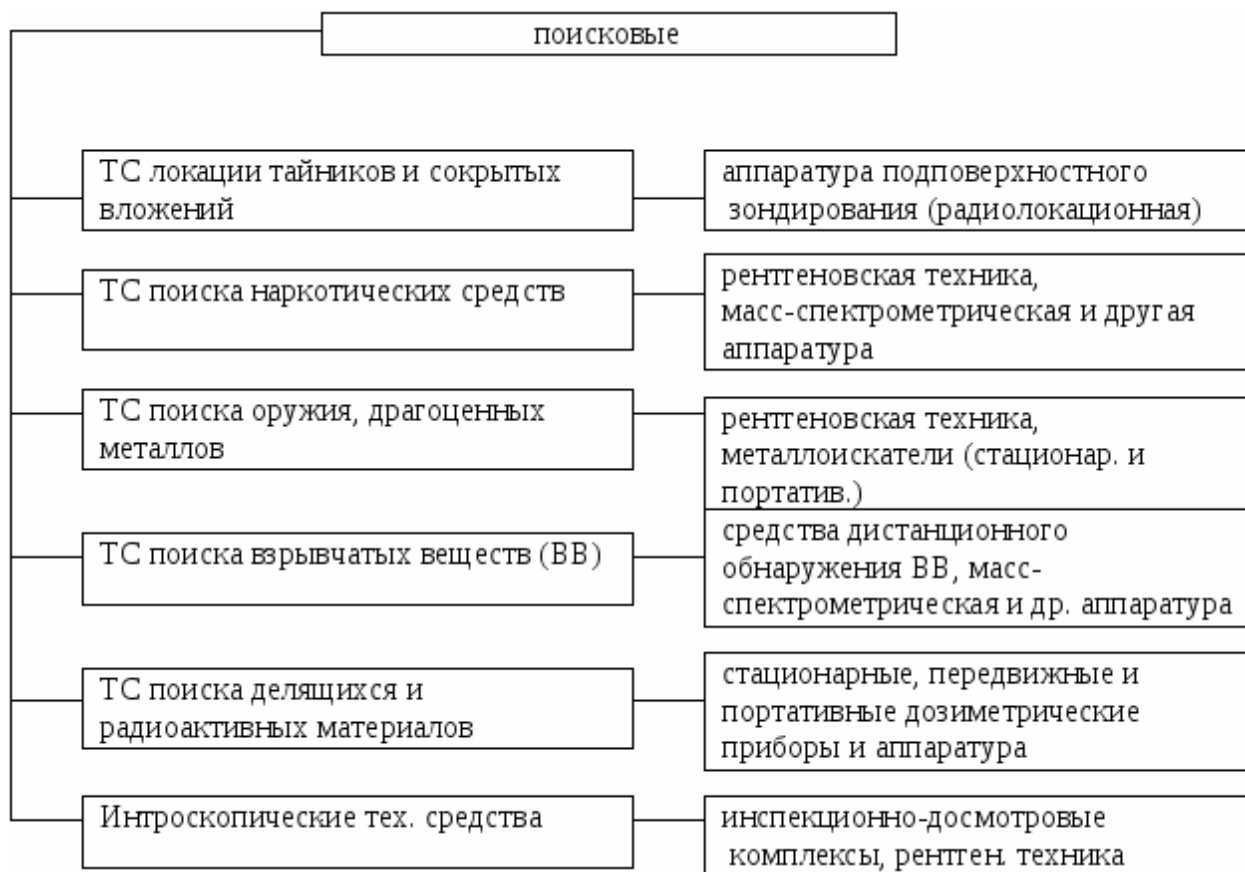 поисковые
ТС локации тайников и сокрытых
вложений
аппаратура подповерхностного
зондирования (радиолокационная)
ТС поиска наркотических средств
рентгеновская техника,
масс-спектрометрическая и другая
аппаратура
ТС поиска оружия, драгоценных
металлов
рентгеновская техника,
металлоискатели (стационар. и
портатив.)
ТС поиска взрывчатых веществ (ВВ)
средства дистанционного
обнаружения ВВ, масс-
спектрометрическая и др. аппаратура
ТС поиска делящихся и
радиоактивных материалов
стационарные, передвижные и
портативные дозиметрические
приборы и аппаратура
Интроскопические тех. средства
инспекционно-досмотровые
комплексы, рентген. техника